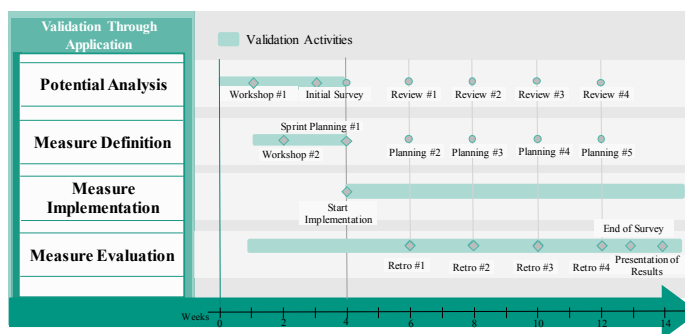 Validation Through
Application
Validation Activities
Potential Analysis
Workshop #1
Initial Survey
Review #1
Review #2
Review #3
Review #4
Measure Definition
Sprint Planning #1
Workshop #2
Planning #2
Planning #3
Planning #4
Planning #5
Measure
Implementation
Start
Implementation
Measure Evaluation
End of Survey
Retro #1
Retro #2
Retro #3
Retro #4
Presentation of
Results
Weeks
0
2
4
6
8
10
12
14